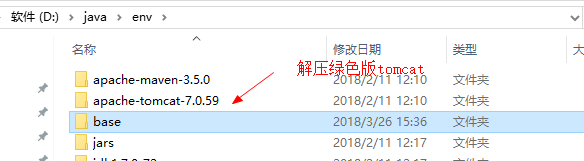 软件 (D:) › java › env ›
名称 修改日期 类型
解压绿色版tomcat
apache-maven-3.5.0 2018/2/11 12:10 文件夹
apache-tomcat-7.0.59 2018/2/11 12:10 文件夹
base 2018/3/26 15:36 文件夹
jars 2018/2/11 12:17 文件夹